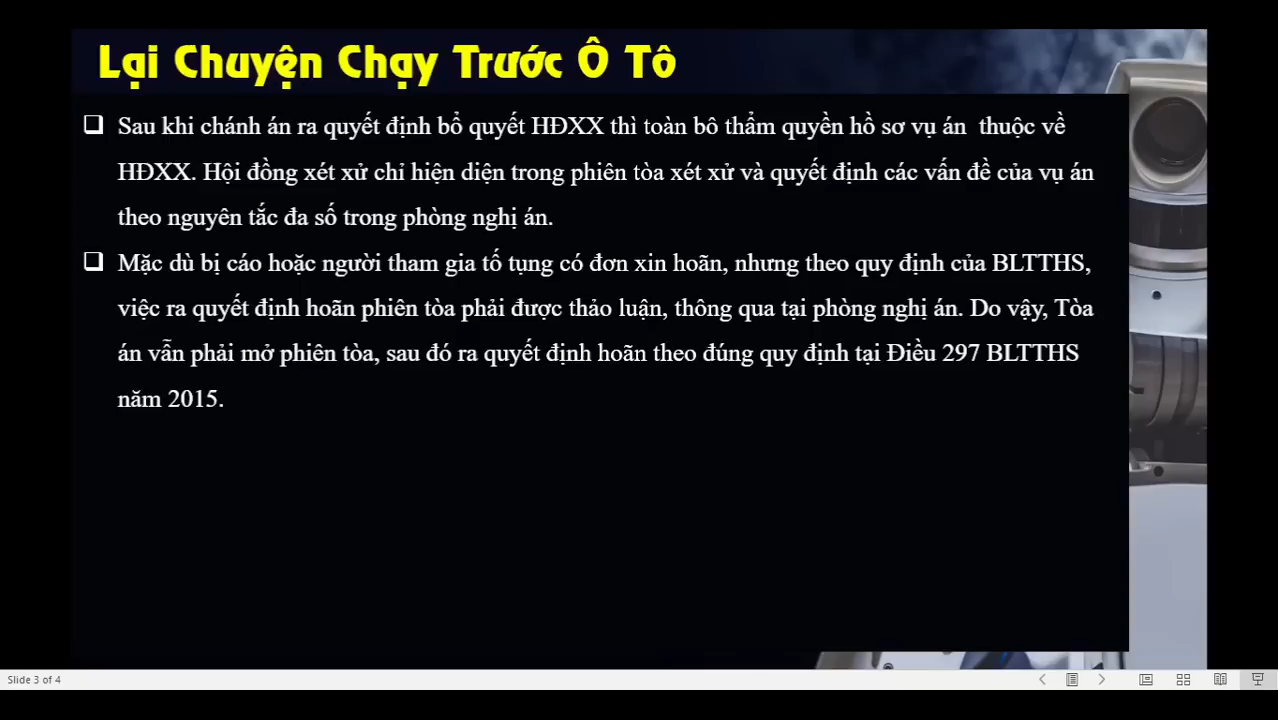 Lại Chuyện Chạy Trước Ô Tô
Sau khi chánh án ra quyết định bổ quyết HĐXX thì toàn bô thẩm quyền hồ sơ vụ án thuộc về
HĐXX. Hội đồng xét xử chỉ hiện diện trong phiên tòa xét xử và quyết định các vấn đề của vụ án
theo nguyên tắc đa số trong phòng nghị án.
Mặc dù bị cáo hoặc người tham gia tố tụng có đơn xin hoãn, nhưng theo quy định của BLTTHS,
việc ra quyết định hoãn phiên tòa phải được thảo luận, thông qua tại phòng nghị án. Do vậy, Tòa
án vẫn phải mở phiên tòa, sau đó ra quyết định hoãn theo đúng quy định tại Điều 297 BLTTHS
năm 2015.
Slide 3 of 4